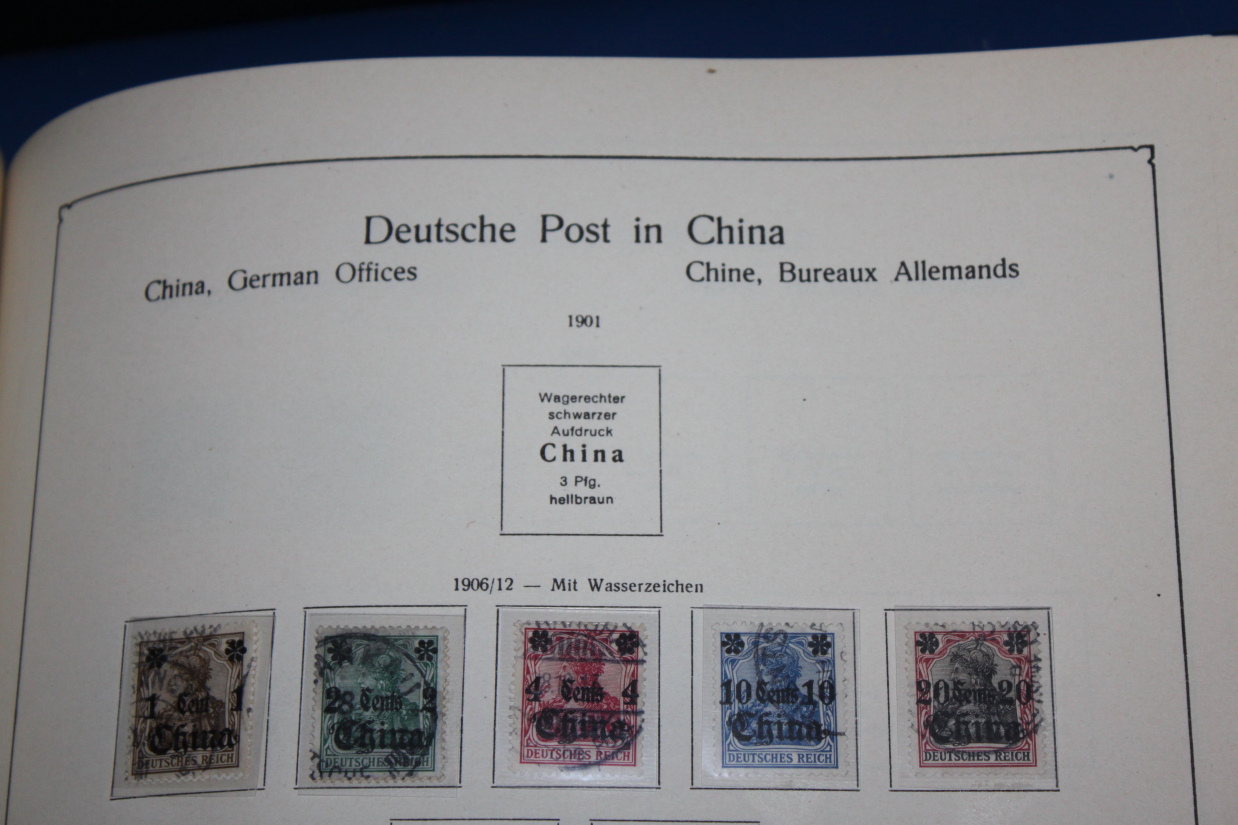 Deutsche Post in China
China, German Offices
Chine, Bureaux Allemands
1901
Wagerechter
schwarzer
Aufdruck
China
3 Pfg.
hellbraun
1906/12 — Mit Wasserzeichen
1 Cent 1
China
DEUTSCHES REICH
2 Cents 2
China
DEUTSCHES REICH
4 Cents 4
China
DEUTSCHES REICH
10 Cents 10
China
DEUTSCHES REICH
20 Cents 20
China
DEUTSCHES REICH